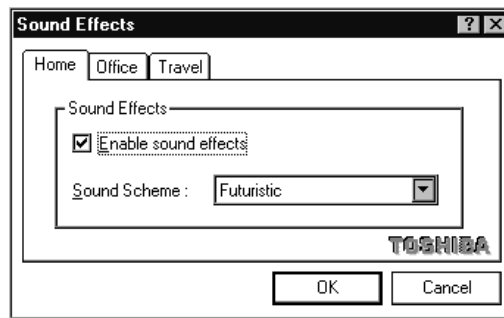 Sound Effects
Home Office Travel
Sound Effects
Enable sound effects
Sound Scheme : Futuristic
TOSHIBA
OK Cancel